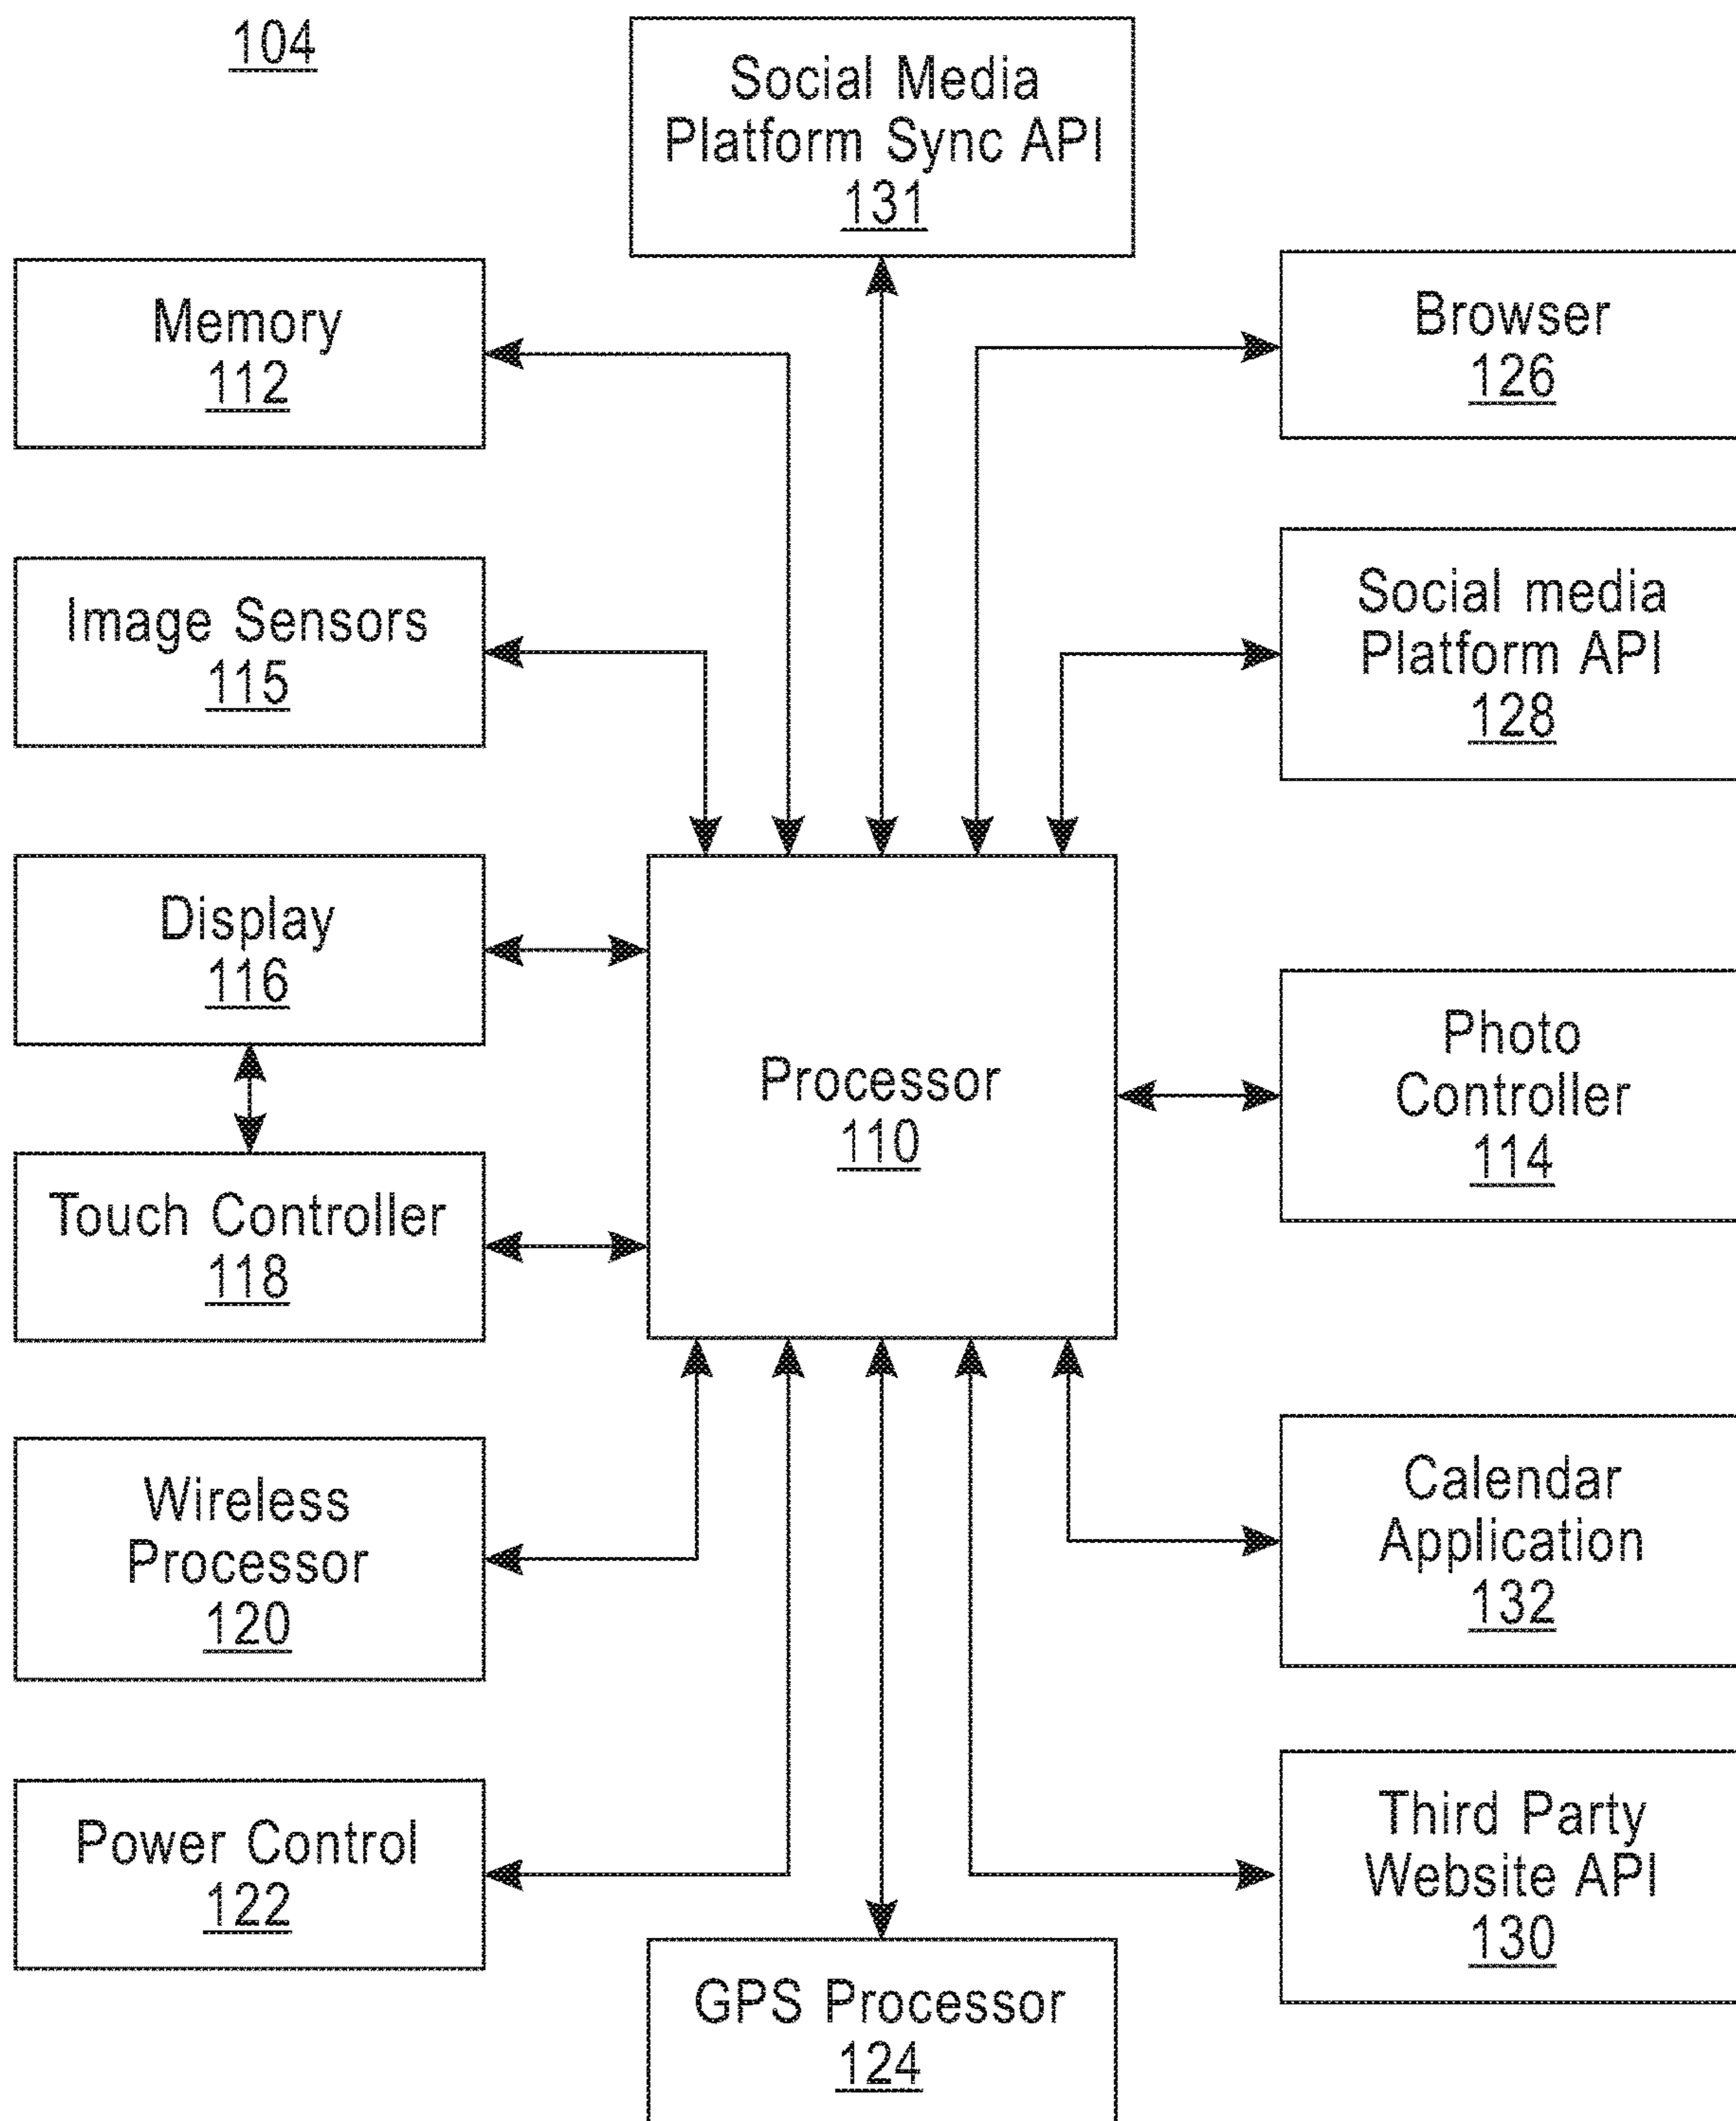 104
Social Media
Platform Sync API
131
Memory
112
Browser
126
Image Sensors
115
Social media
Platform API
128
Display
116
Processor
110
Photo
Controller
114
Touch Controller
118
Wireless
Processor
120
Calendar
Application
132
Power Control
122
Third Party
Website API
130
GPS Processor
124